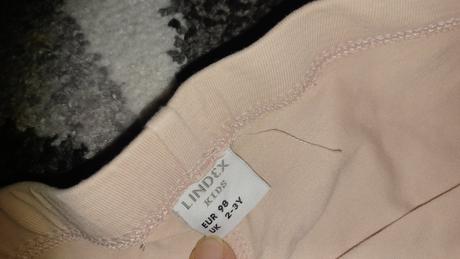 LINDEX
KIDS
EUR 98
UK 2-3Y